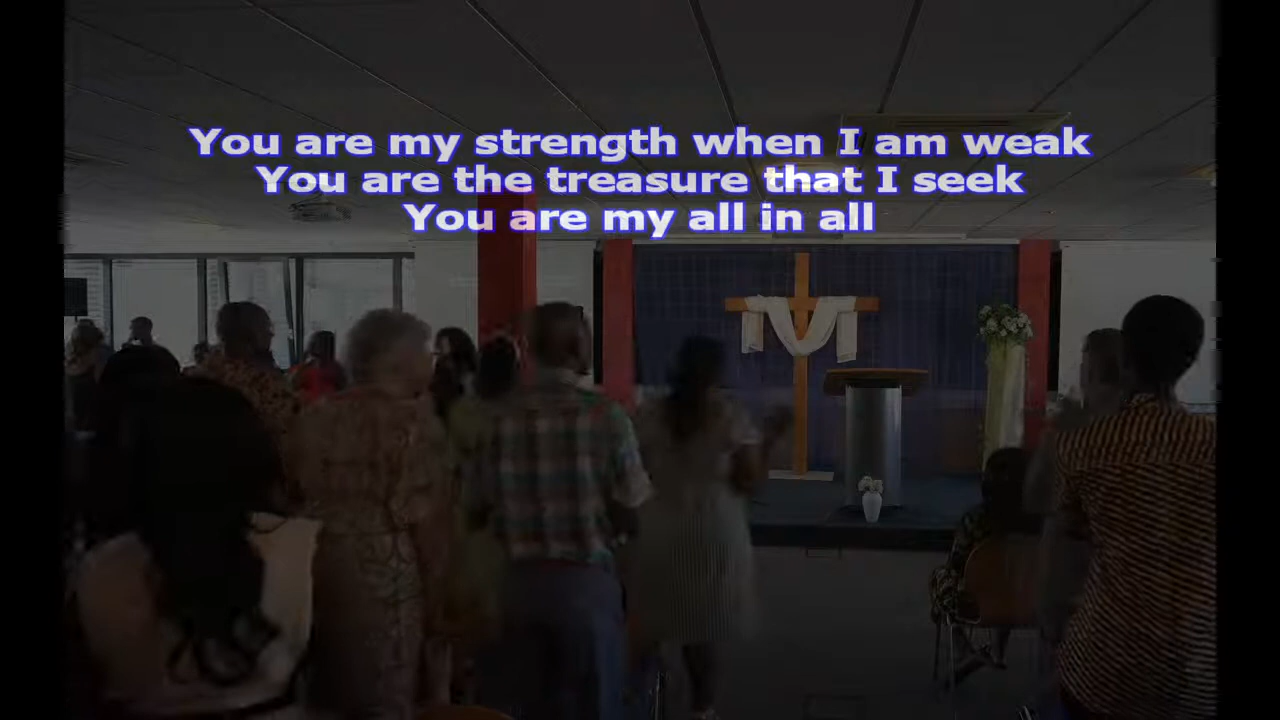 You are my strength when I am weak
You are the treasure that I seek
You are my all in all